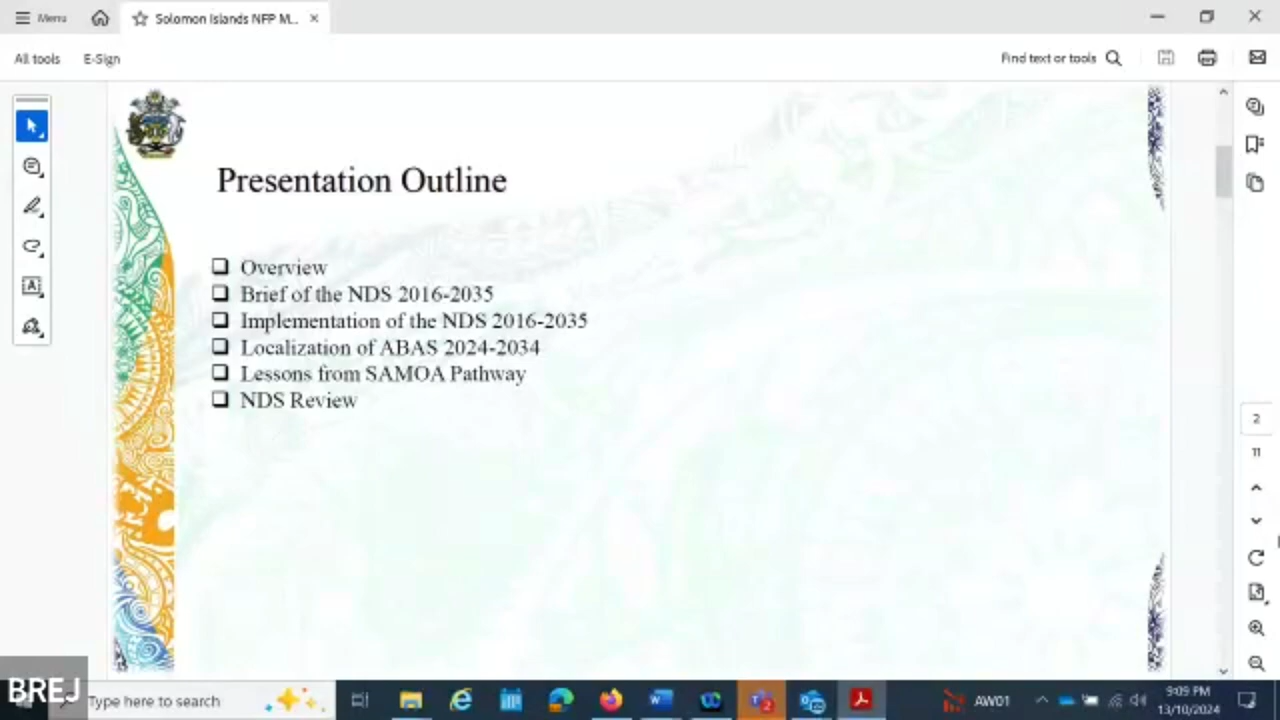 Menu
Solomon Islands NFP M...
All tools
E-Sign
Find text or tools
Presentation Outline
Overview
Brief of the NDS 2016-2035
Implementation of the NDS 2016-2035
Localization of ABAS 2024-2034
Lessons from SAMOA Pathway
NDS Review
2
11
BREJ
Type here to search
AW01
9:09 PM
13/10/2024